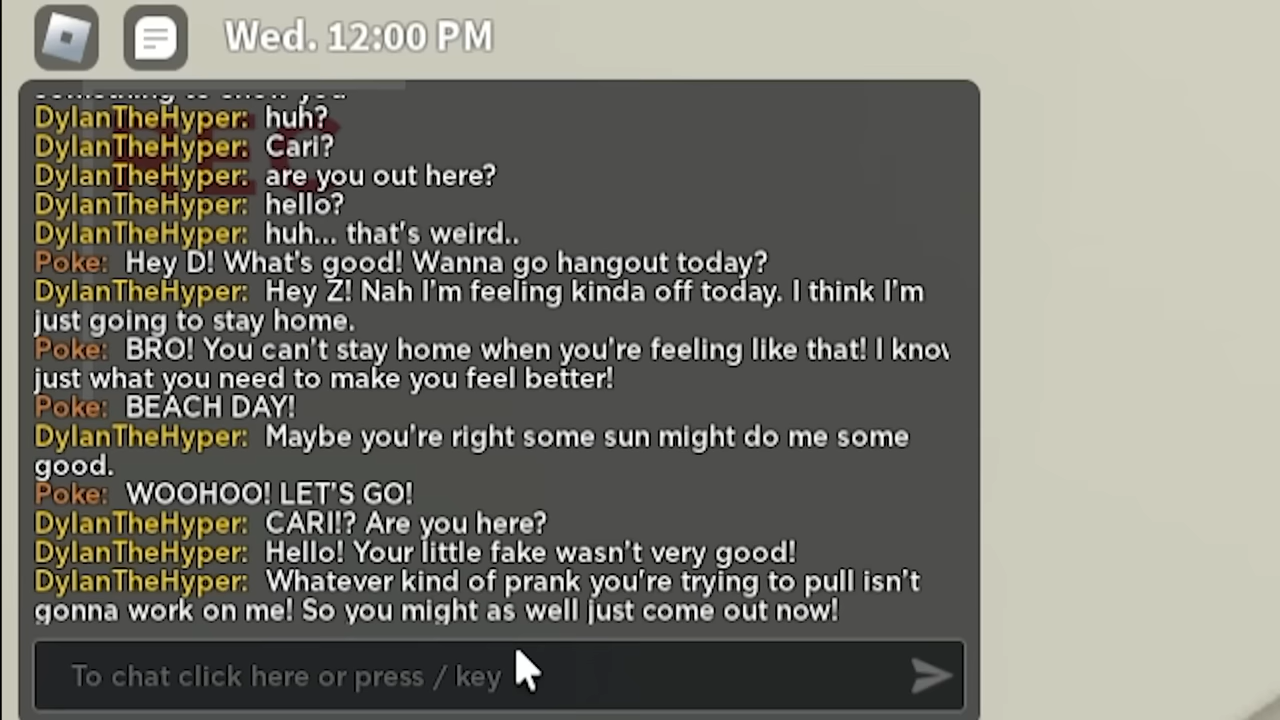 Wed. 12:00 PM
something to show you
DylanTheHyper: huh?
DylanTheHyper: Cari?
DylanTheHyper: are you out here?
DylanTheHyper: hello?
DylanTheHyper: huh... that's weird..
Poke: Hey D! What's good! Wanna go hangout today?
DylanTheHyper: Hey Z! Nah I'm feeling kinda off today. I think I'm
just going to stay home.
Poke: BRO! You can't stay home when you're feeling like that! I know
just what you need to make you feel better!
Poke: BEACH DAY!
DylanTheHyper: Maybe you're right some sun might do me some
good.
Poke: WOOHOO! LET'S GO!
DylanTheHyper: CARI!? Are you here?
DylanTheHyper: Hello! Your little fake wasn't very good!
DylanTheHyper: Whatever kind of prank you're trying to pull isn't
gonna work on me! So you might as well just come out now!
To chat click here or press / key
REC